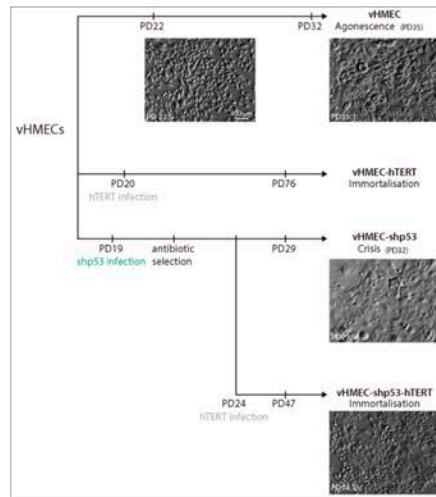 vHMEC
PD22
PD32
Agonescence (PD35)
vHMECs
vHMEC-hTERT
PD20
PD76
Immortalisation
hTERT infection
vHMEC-shp53
PD19
antibiotic
PD29
Crisis (PD32)
shp53 infection
selection
vHMEC-shp53-hTERT
PD24
PD47
Immortalisation
hTERT infection